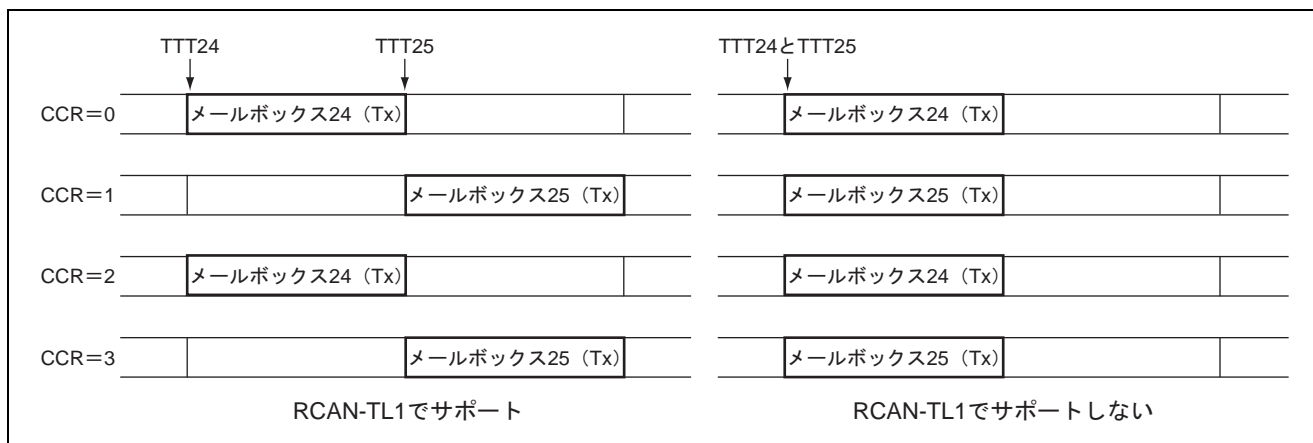 TTT24 TTT25 TTT24とTTT25
CCR=0 メールボックス24（Tx） メールボックス24（Tx）
CCR=1 メールボックス25（Tx） メールボックス25（Tx）
CCR=2 メールボックス24（Tx） メールボックス24（Tx）
CCR=3 メールボックス25（Tx） メールボックス25（Tx）
RCAN-TL1でサポート RCAN-TL1でサポートしない